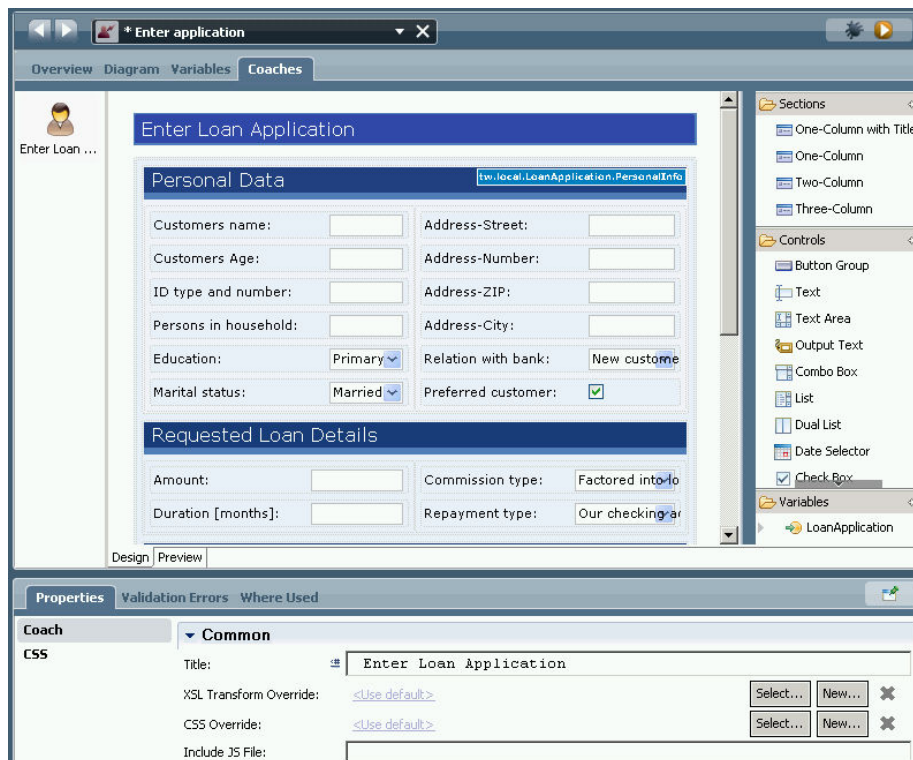 * Enter application
Overview Diagram Variables Coaches
Enter Loan ...
Enter Loan Application
Personal Data tw.local.LoanApplication.PersonalInfo
Customers name: Address-Street:
Customers Age: Address-Number:
ID type and number: Address-ZIP:
Persons in household: Address-City:
Education: Primary Relation with bank: New custome
Marital status: Married Preferred customer:
Requested Loan Details
Amount: Commission type: Factored into lo
Duration [months]: Repayment type: Our checking a
Design Preview
Sections
One-Column with Title
One-Column
Two-Column
Three-Column
Controls
Button Group
Text
Text Area
Output Text
Combo Box
List
Dual List
Date Selector
Check Box
Variables
LoanApplication
Properties Validation Errors Where Used
Coach
CSS
Common
Title: Enter Loan Application
XSL Transform Override: <Use default> Select... New...
CSS Override: <Use default> Select... New...
Include JS File: